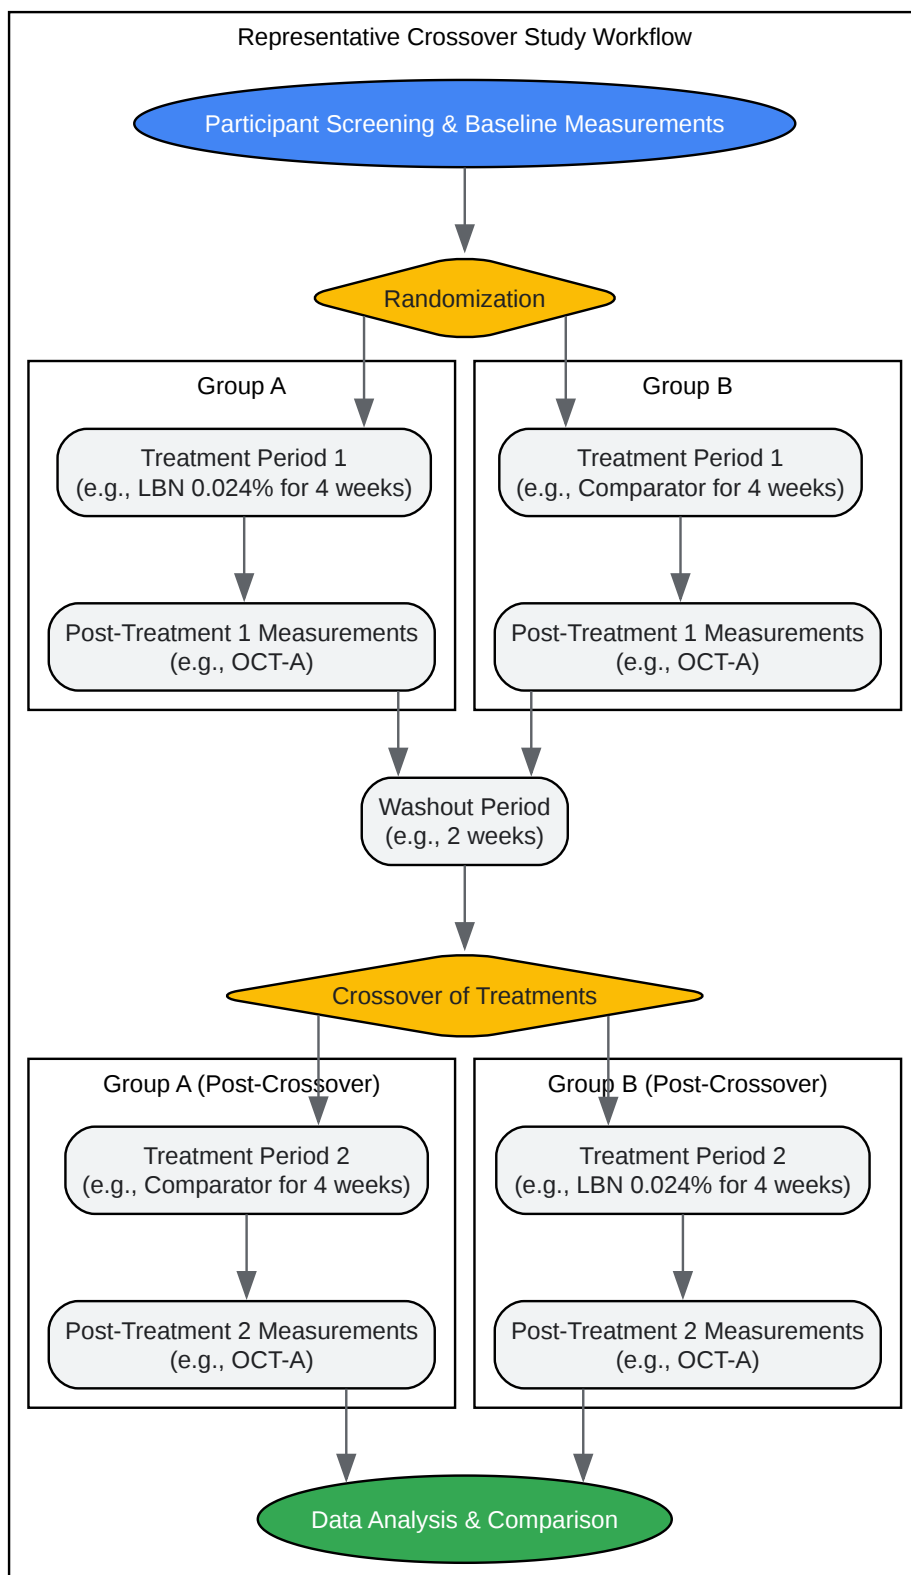 Representative Crossover Study Workflow
Participant Screening & Baseline Measurements
Randomization
Group A
Treatment Period 1
(e.g., LBN 0.024% for 4 weeks)
Post-Treatment 1 Measurements
(e.g., OCT-A)
Group B
Treatment Period 1
(e.g., Comparator for 4 weeks)
Post-Treatment 1 Measurements
(e.g., OCT-A)
Washout Period
(e.g., 2 weeks)
Crossover of Treatments
Group A (Post-Crossover)
Treatment Period 2
(e.g., Comparator for 4 weeks)
Post-Treatment 2 Measurements
(e.g., OCT-A)
Group B (Post-Crossover)
Treatment Period 2
(e.g., LBN 0.024% for 4 weeks)
Post-Treatment 2 Measurements
(e.g., OCT-A)
Data Analysis & Comparison